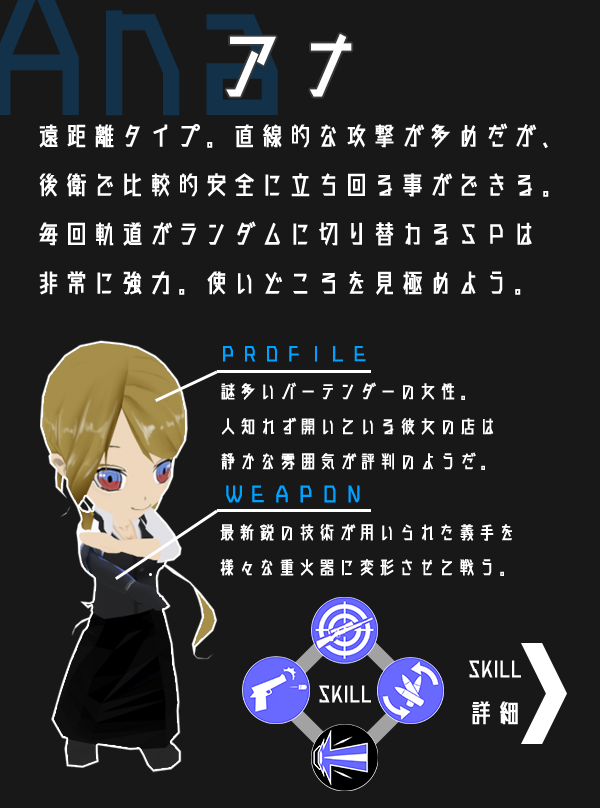 Ana
アナ
遠距離タイプ。直線的な攻撃が多めだが、
後衛で比較的安全に立ち回る事ができる。
毎回軌道がランダムに切り替わるSPは
非常に強力。使いどころを見極めよう。
PROFILE
謎多いバーテンダーの女性。
人知れず開いている彼女の店は
静かな雰囲気が評判のようだ。
WEAPON
最新鋭の技術が用いられた義手を
様々な重火器に変形させて戦う。
SKILL
SKILL
詳細